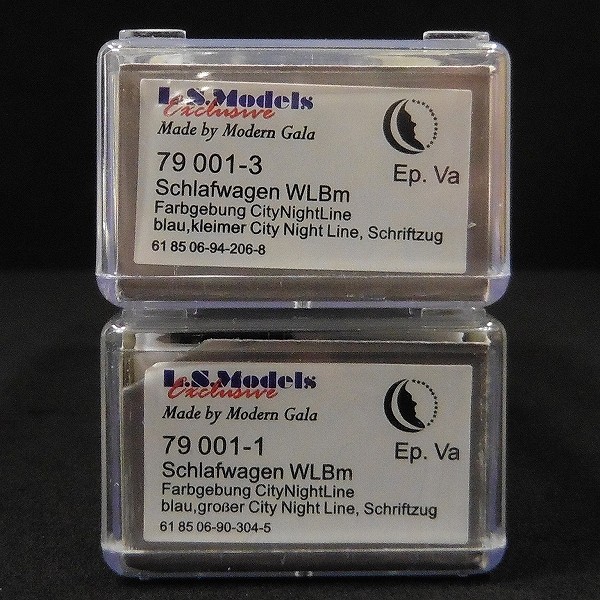 L.S.Models
Exclusive
Made by Modern Gala
79 001-3
Ep. Va
Schlafwagen WLBm
Farbgebung CityNightLine
blau,kleimer City Night Line, Schriftzug
61 85 06-94-206-8
L.S.Models
Exclusive
Made by Modern Gala
79 001-1
Ep. Va
Schlafwagen WLBm
Farbgebung CityNightLine
blau,großer City Night Line, Schriftzug
61 85 06-90-304-5